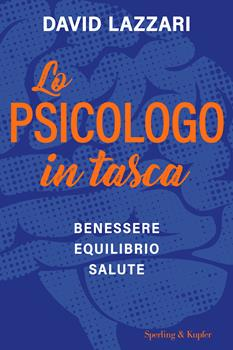 DAVID LAZZARI
Lo
PSICOLOGO
in tasca
BENESSERE
EQUILIBRIO
SALUTE
Sperling & Kupfer